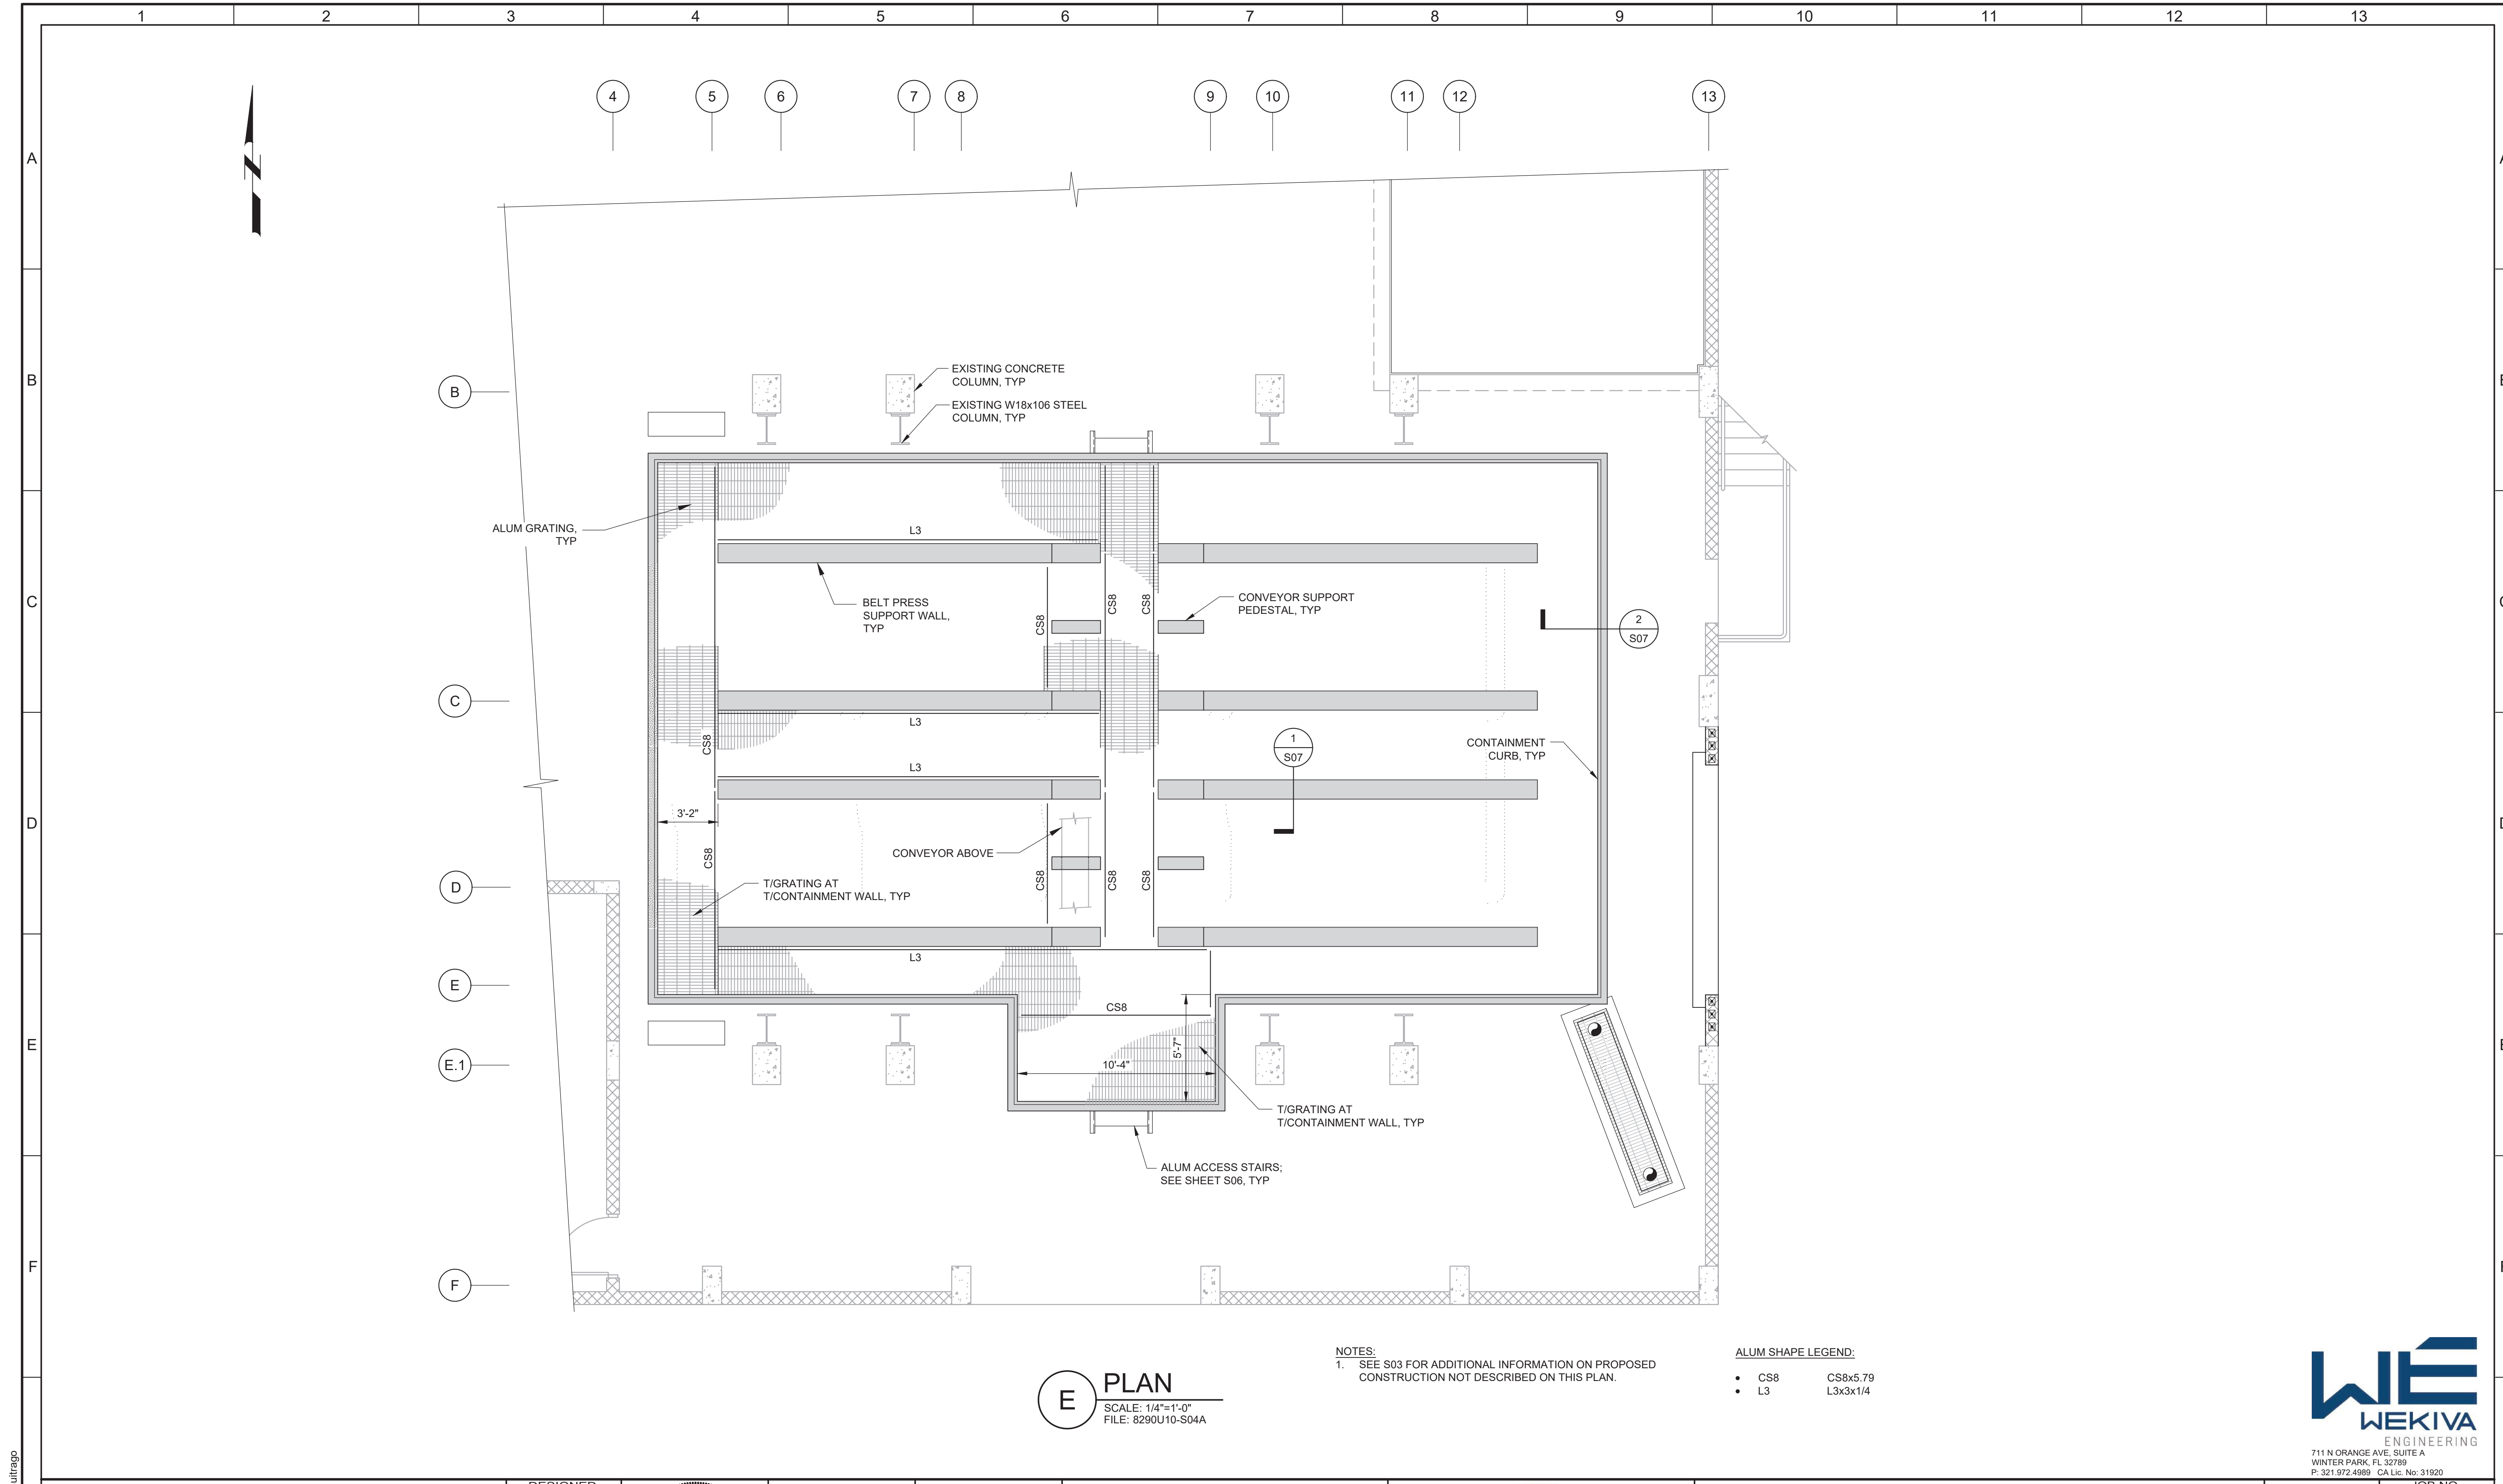 1 2 3 4 5 6 7 8 9 10 11 12 13
4 5 6 7 8 9 10 11 12 13
A
B
C
D
E
F
B
C
D
E
E.1
F
EXISTING CONCRETE
COLUMN, TYP
EXISTING W18x106 STEEL
COLUMN, TYP
ALUM GRATING,
TYP
L3
BELT PRESS
SUPPORT WALL,
TYP
CS8
CS8
CS8
CONVEYOR SUPPORT
PEDESTAL, TYP
2
S07
L3
CS8
L3
1
S07
CONTAINMENT
CURB, TYP
3'-2"
CS8
CONVEYOR ABOVE
CS8
CS8
CS8
T/GRATING AT
T/CONTAINMENT WALL, TYP
L3
CS8
5'-7"
10'-4"
T/GRATING AT
T/CONTAINMENT WALL, TYP
ALUM ACCESS STAIRS;
SEE SHEET S06, TYP
E
PLAN
SCALE: 1/4"=1'-0"
FILE: 8290U10-S04A
NOTES:
1. SEE S03 FOR ADDITIONAL INFORMATION ON PROPOSED
CONSTRUCTION NOT DESCRIBED ON THIS PLAN.
ALUM SHAPE LEGEND:
• CS8 CS8x5.79
• L3 L3x3x1/4
WE
WEKIVA
ENGINEERING
711 N ORANGE AVE, SUITE A
WINTER PARK, FL 32789
P: 321.972.4989 CA Lic. No: 31920